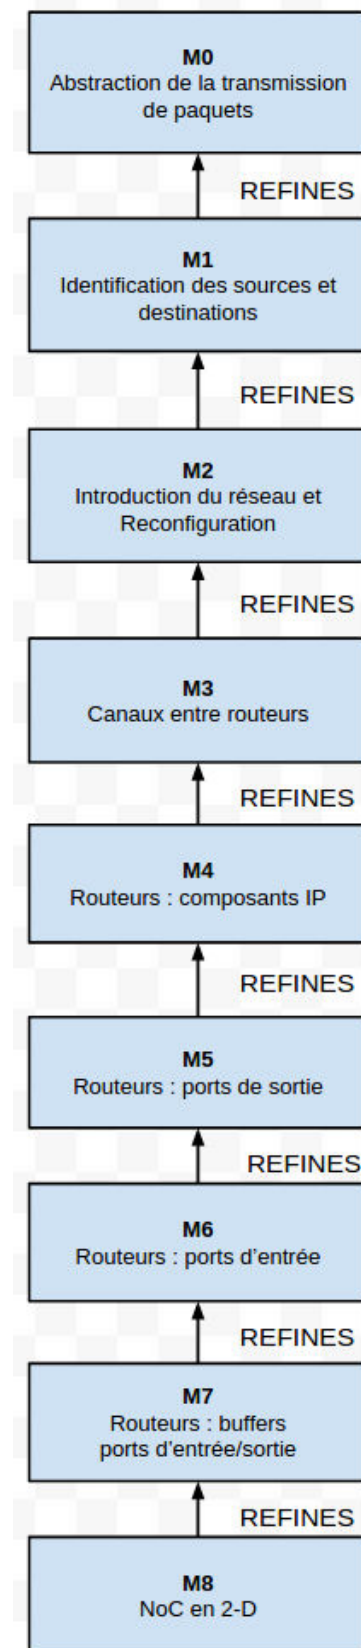 M0
Abstraction de la transmission
de paquets
REFINES
M1
Identification des sources et
destinations
REFINES
M2
Introduction du réseau et
Reconfiguration
REFINES
M3
Canaux entre routeurs
REFINES
M4
Routeurs : composants IP
REFINES
M5
Routeurs : ports de sortie
REFINES
M6
Routeurs : ports d'entrée
REFINES
M7
Routeurs : buffers
ports d'entrée/sortie
REFINES
M8
NoC en 2-D